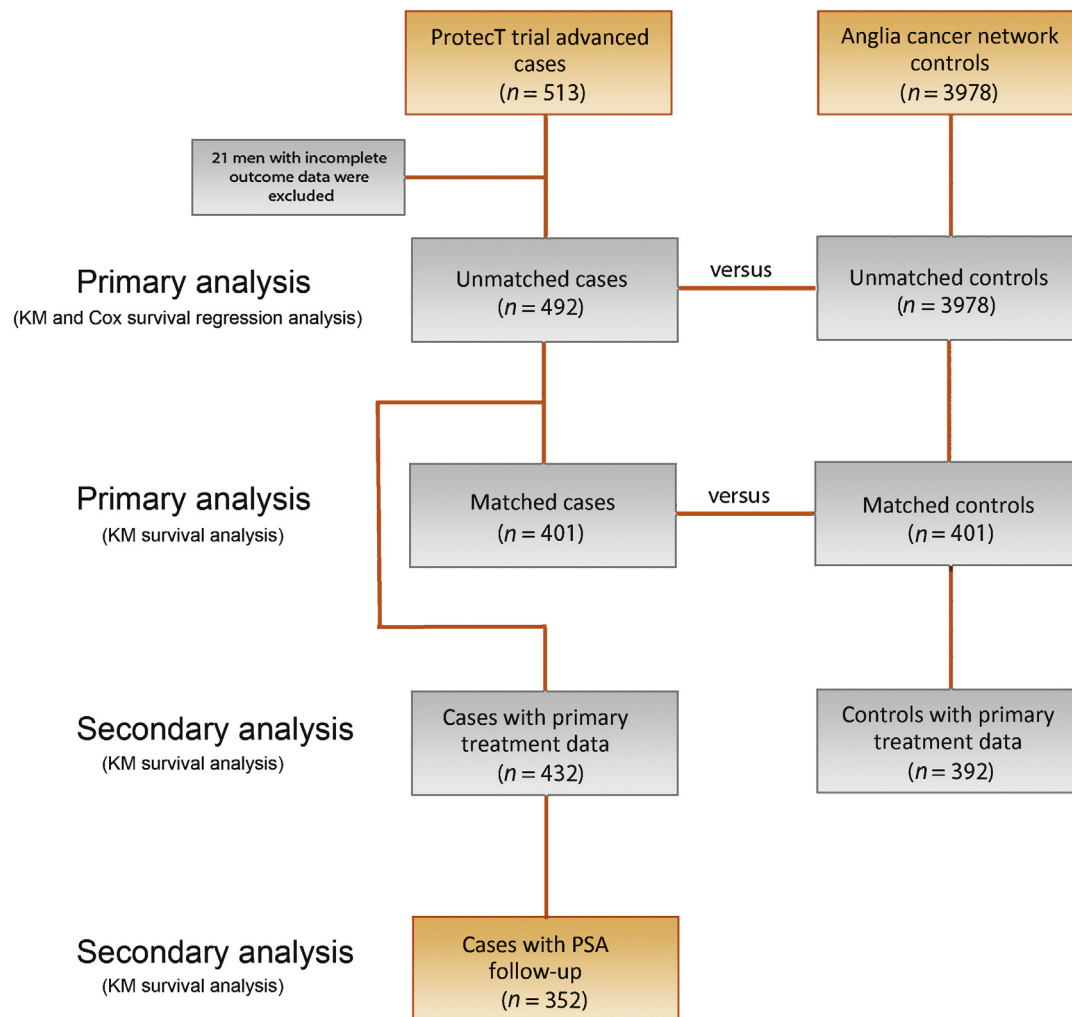 ProtecT trial advanced
cases
(n = 513)
Anglia cancer network
controls
(n = 3978)
21 men with incomplete
outcome data were
excluded
Primary analysis
(KM and Cox survival regression analysis)
Unmatched cases
(n = 492)
versus
Unmatched controls
(n = 3978)
Primary analysis
(KM survival analysis)
Matched cases
(n = 401)
versus
Matched controls
(n = 401)
Secondary analysis
(KM survival analysis)
Cases with primary
treatment data
(n = 432)
Controls with primary
treatment data
(n = 392)
Secondary analysis
(KM survival analysis)
Cases with PSA
follow-up
(n = 352)